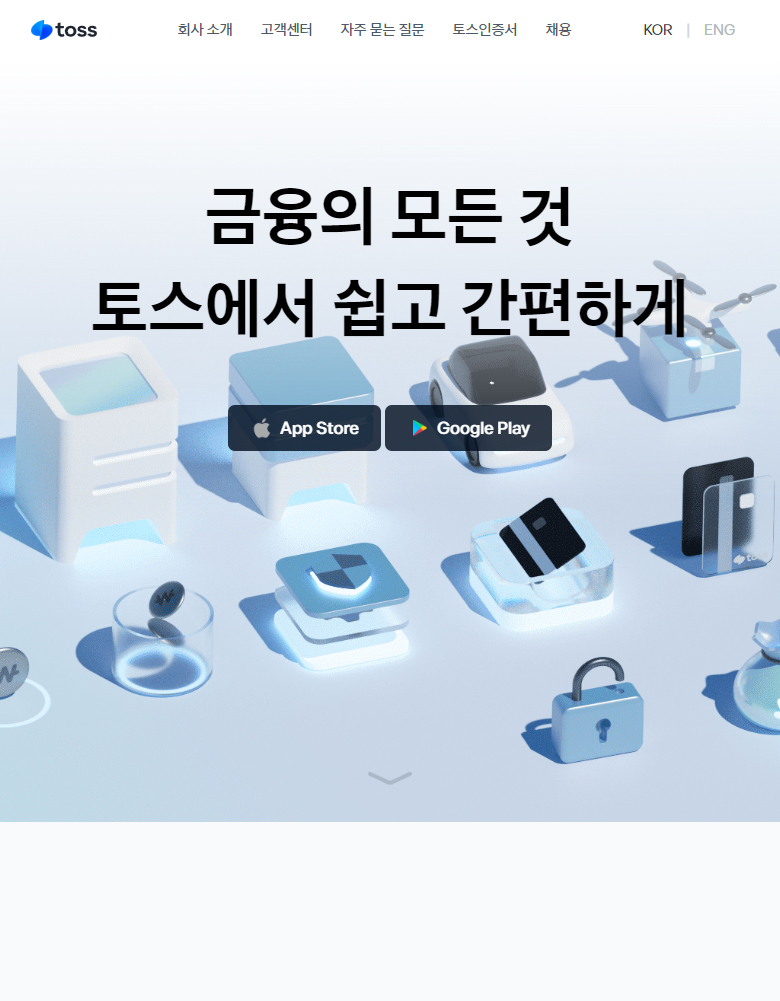 toss
회사 소개
고객센터
자주 묻는 질문
토스인증서
채용
KOR | ENG
금융의 모든 것
토스에서 쉽고 간편하게
App Store
Google Play
toss